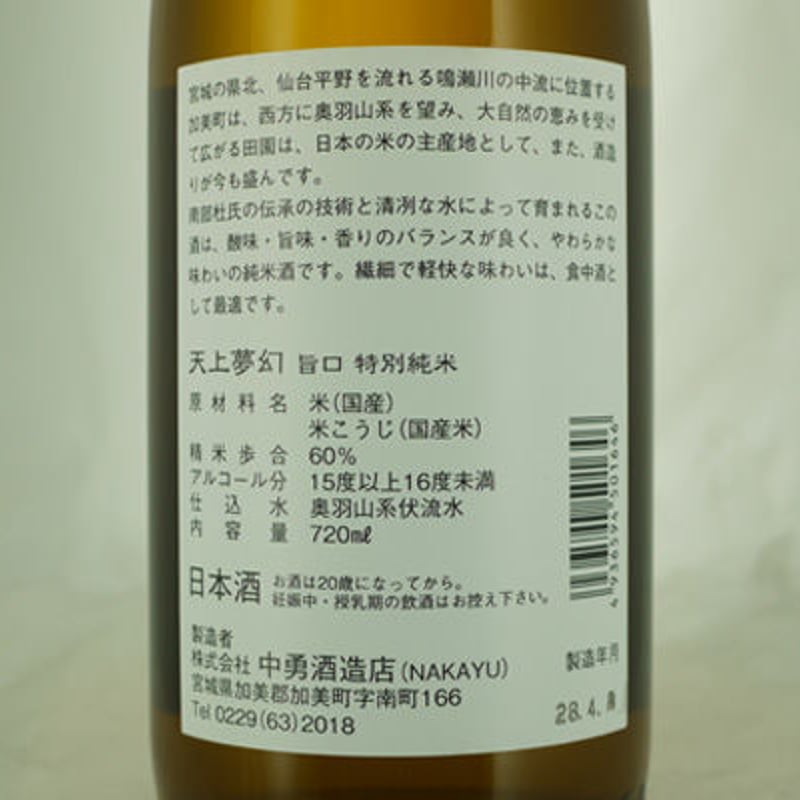 宮城の県北、仙台平野を流れる鳴瀬川の中流に位置する
加美町は、西方に奥羽山系を望み、大自然の恵みを受け
て広がる田園は、日本の米の主産地として、また、酒造
りが今も盛んです。
南部杜氏の伝承の技術と清冽な水によって育まれるこの
酒は、酸味・旨味・香りのバランスが良く、やわらかな
味わいの純米酒です。繊細で軽快な味わいは、食中酒と
して最適です。
天上夢幻 旨口 特別純米
原材料名 米(国産)
米こうじ(国産米)
精米歩合 60%
アルコール分 15度以上16度未満
仕込水 奥羽山系伏流水
内容量 720㎖
日本酒 お酒は20歳になってから。
妊娠中・授乳期の飲酒はお控え下さい。
4 936594 501646
製造者
株式会社 中勇酒造店(NAKAYU)
宮城県加美郡加美町字南町166
Tel 0229(63)2018
製造年月
28.4.